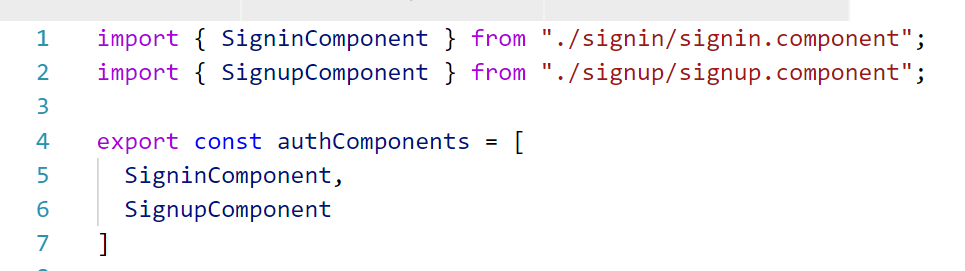 1 import { SigninComponent } from "./signin/signin.component";
2 import { SignupComponent } from "./signup/signup.component";
3
4 export const authComponents = [
5   SigninComponent,
6   SignupComponent
7 ]